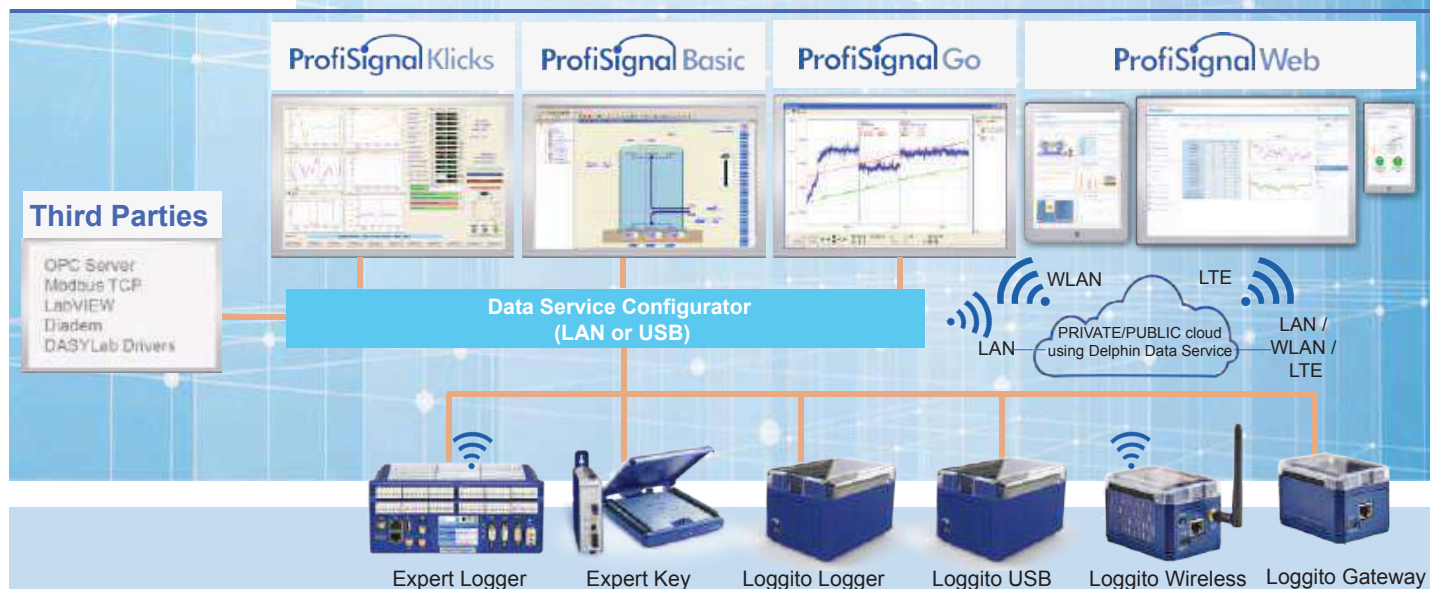 ProfiSignal Klicks
ProfiSignal Basic
ProfiSignal Go
ProfiSignal Web
Third Parties
OPC Server
Modbus TCP
LabVIEW
Diadem
DASYLab Drivers
Data Service Configurator
(LAN or USB)
WLAN
LTE
LAN
PRIVATE/PUBLIC cloud
using Delphin Data Service
LAN /
WLAN /
LTE
Expert Logger
Expert Key
Loggito Logger
Loggito USB
Loggito Wireless
Loggito Gateway